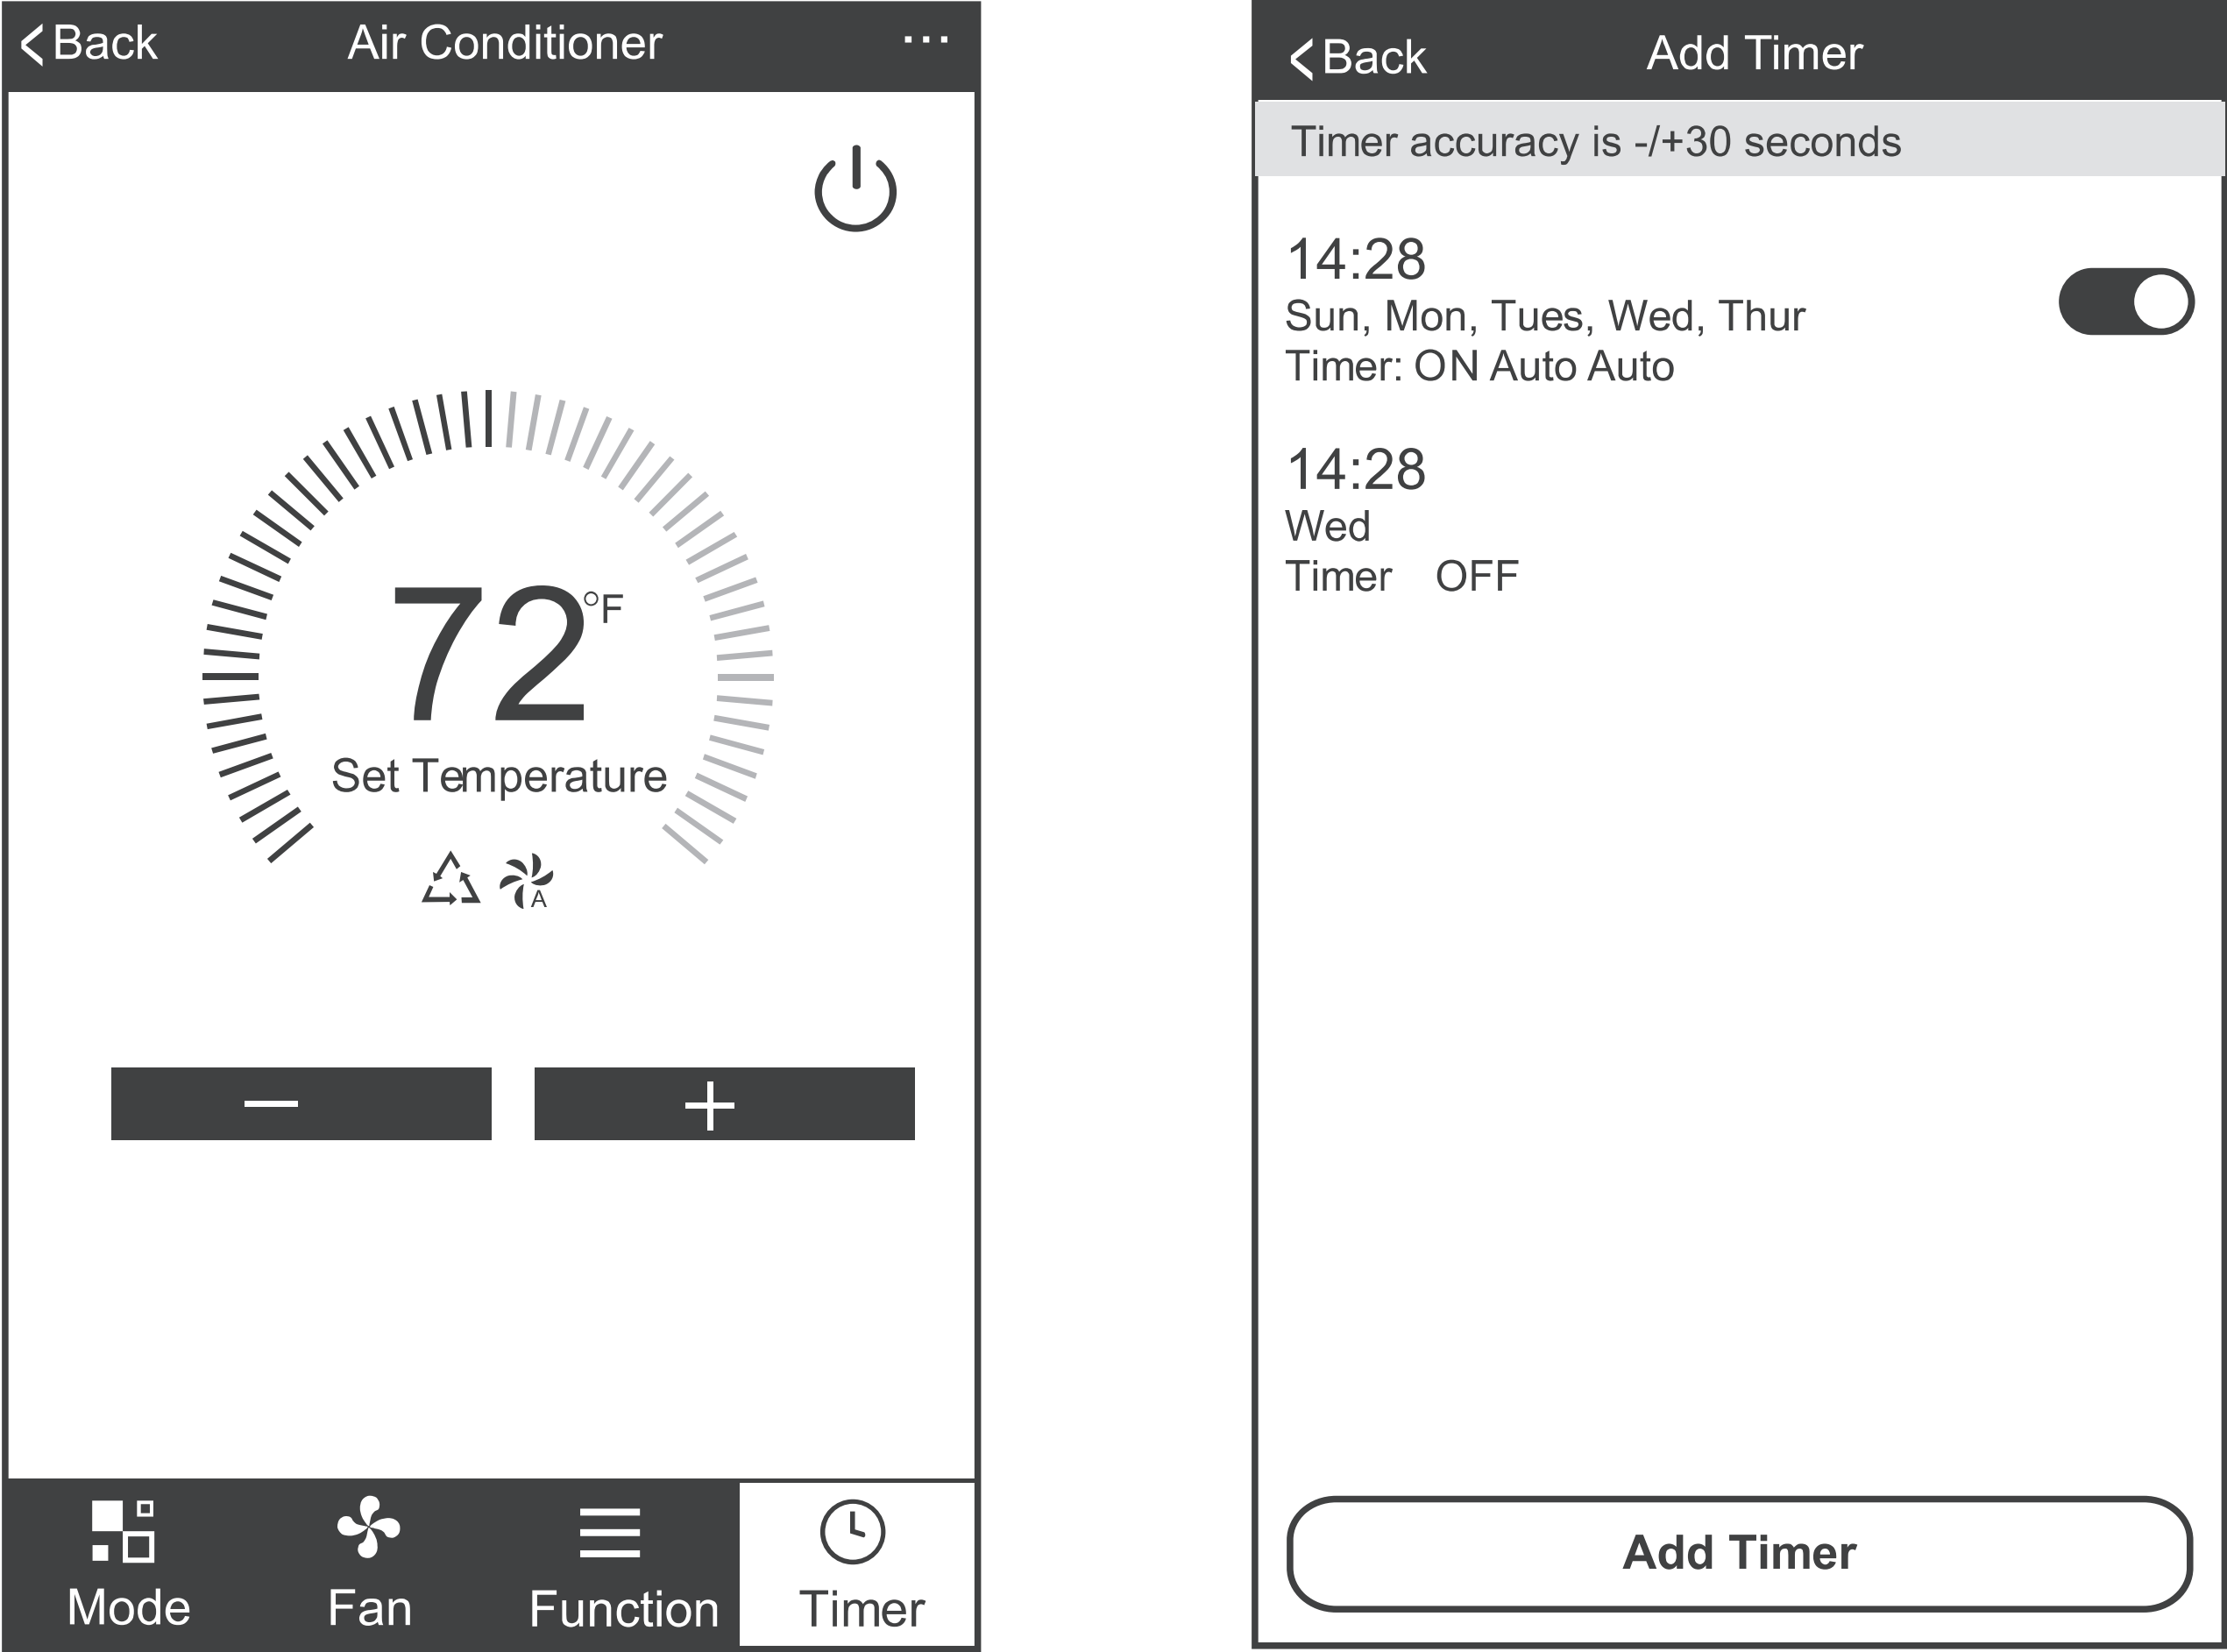 Back Air Conditioner ...
72°F
Set Temperature
A
Mode Fan Function Timer
Back Add Timer
Timer accuracy is -/+30 seconds
14:28
Sun, Mon, Tues, Wed, Thur
Timer: ON Auto Auto
14:28
Wed
Timer OFF
Add Timer